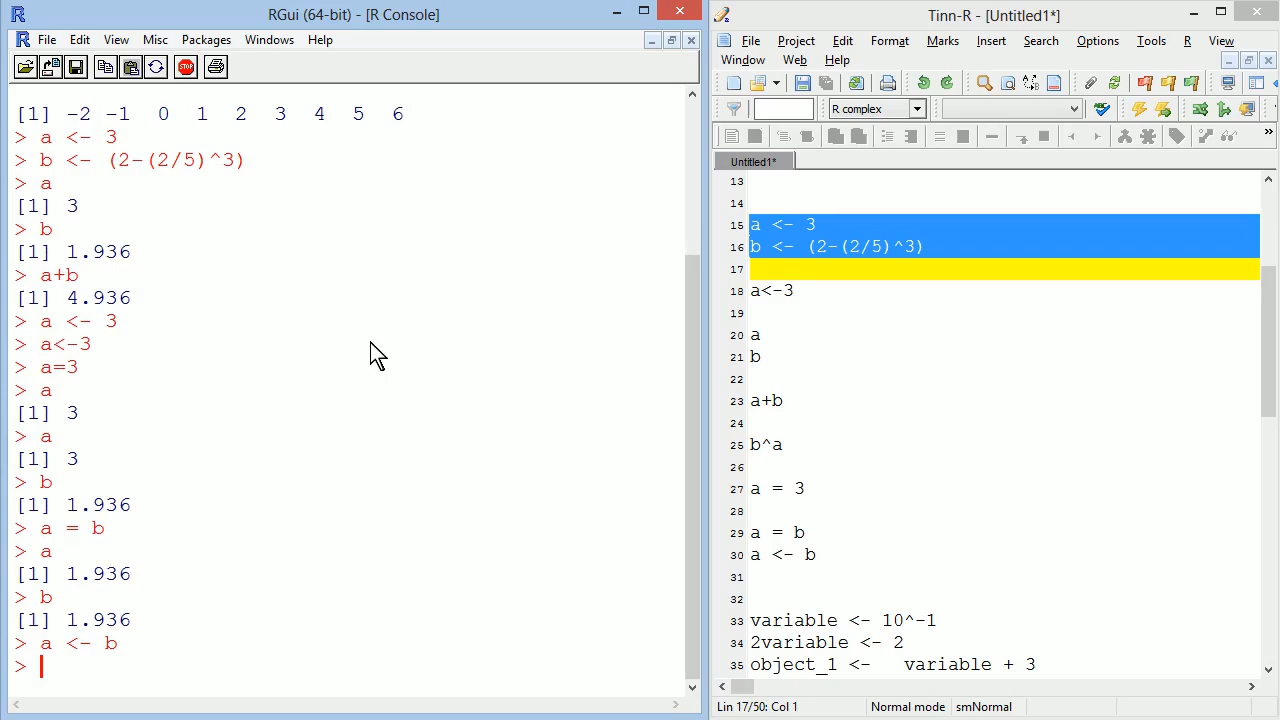 RGui (64-bit) - [R Console]
File Edit View Misc Packages Windows Help
STOP
[1] -2 -1 0 1 2 3 4 5 6
> a <- 3
> b <- (2-(2/5)^3)
> a
[1] 3
> b
[1] 1.936
> a+b
[1] 4.936
> a <- 3
> a<-3
> a=3
> a
[1] 3
> a
[1] 3
> b
[1] 1.936
> a = b
> a
[1] 1.936
> b
[1] 1.936
> a <- b
>
Tinn-R - [Untitled1*]
File Project Edit Format Marks Insert Search Options Tools R View
Window Web Help
R complex
Untitled1*
13
14
15 a <- 3
16 b <- (2-(2/5)^3)
17
18 a<-3
19
20 a
21 b
22
23 a+b
24
25 b^a
26
27 a = 3
28
29 a = b
30 a <- b
31
32
33 variable <- 10^-1
34 2variable <- 2
35 object_1 <-   variable + 3
Lin 17/50: Col 1 Normal mode smNormal